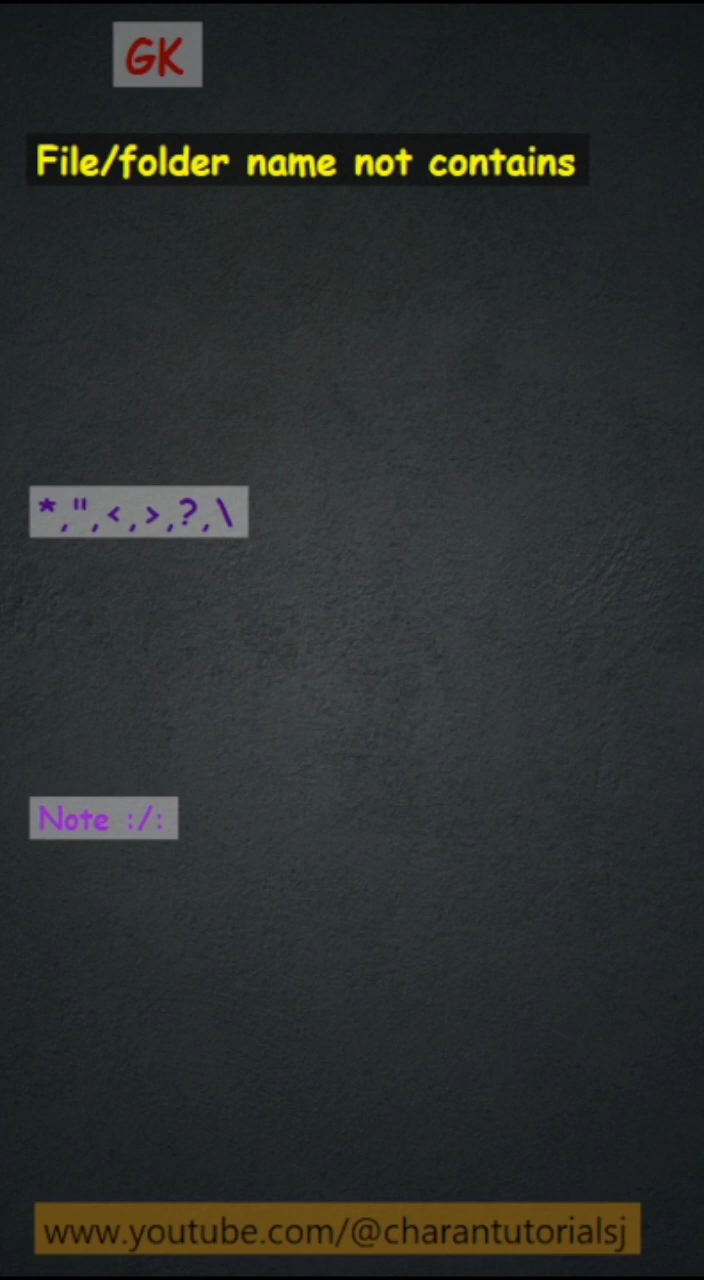 GK
File/folder name not contains
*,",<,>,?,\
Note :/:
www.youtube.com/@charantutorialsj